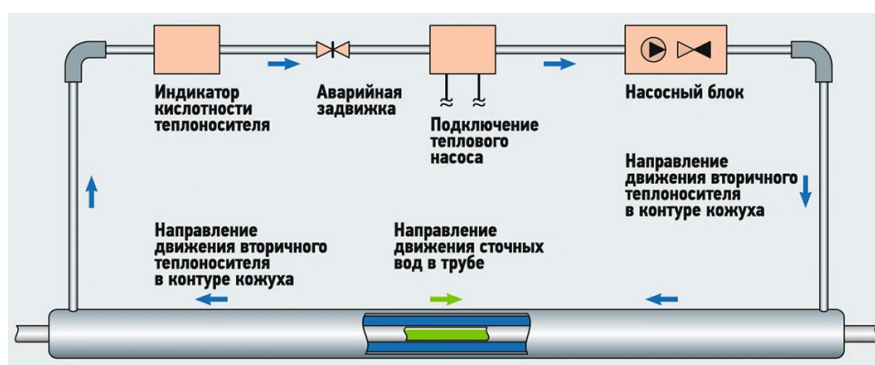 Индикатор
кислотности
теплоносителя
Аварийная
задвижка
Подключение
теплового
насоса
Насосный блок
Направление
движения вторичного
теплоносителя
в контуре кожуха
Направление
движения вторичного
теплоносителя
в контуре кожуха
Направление
движения сточных
вод в трубе